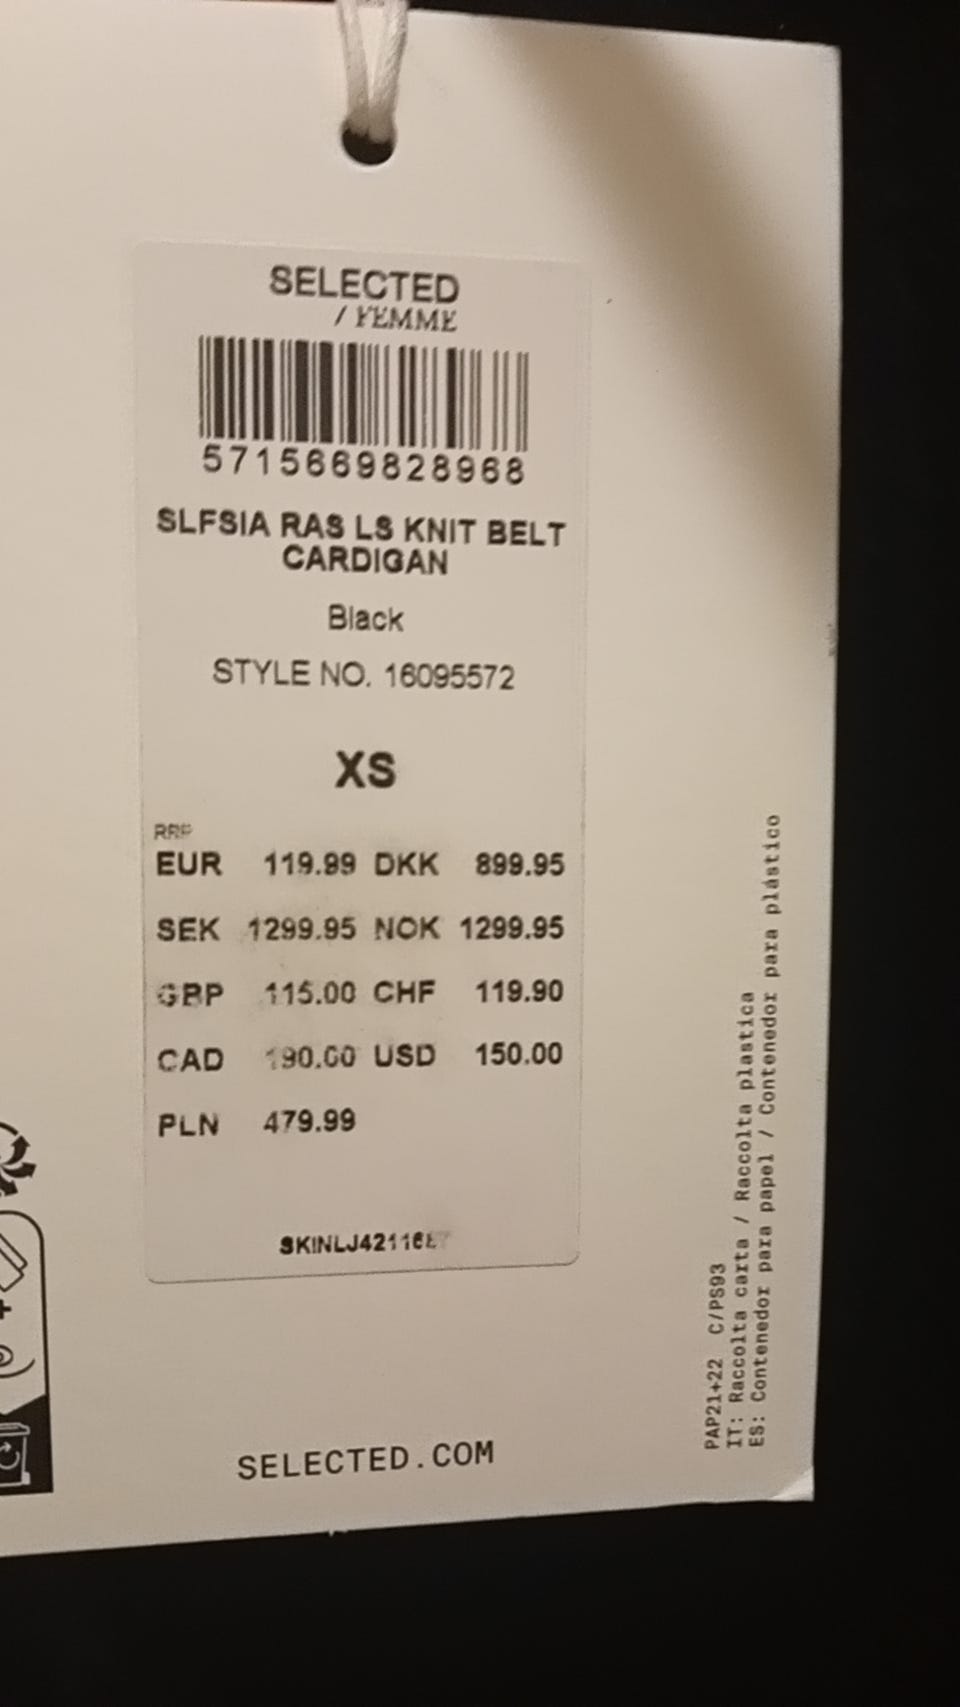 SELECTED
/ FEMME
5715669828968
SLFSIA RAS LS KNIT BELT
CARDIGAN
Black
STYLE NO. 16095572
XS
RRP
EUR 119.99 DKK 899.95
SEK 1299.95 NOK 1299.95
GBP 115.00 CHF 119.90
CAD 190.00 USD 150.00
PLN 479.99
SELECTED.COM
PAP21+22 C/PS93
IT: Raccolta carta / Raccolta plastica
ES: Contenedor para papel / Contenedor para plástico